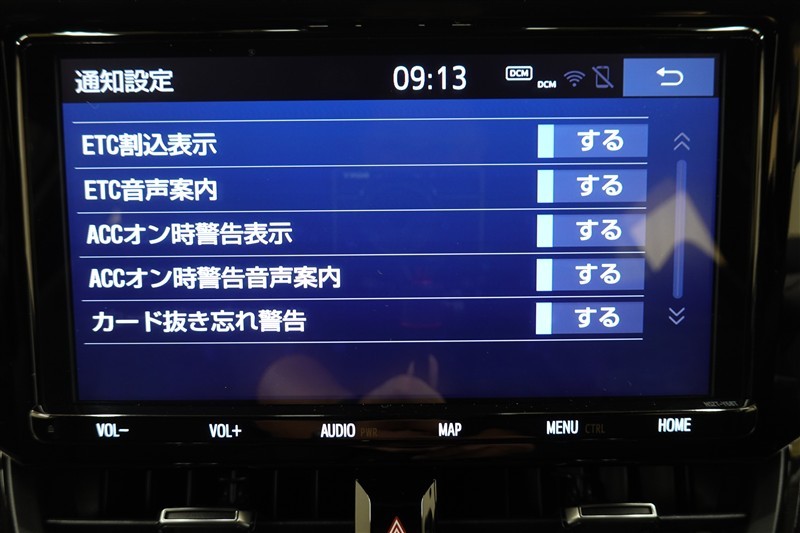 通知設定 09:13 DCM DCM
ETC割込表示 する
ETC音声案内 する
ACCオン時警告表示 する
ACCオン時警告音声案内 する
カード抜き忘れ警告 する
VOL- VOL+ AUDIO PWR MAP MENU CTRL HOME